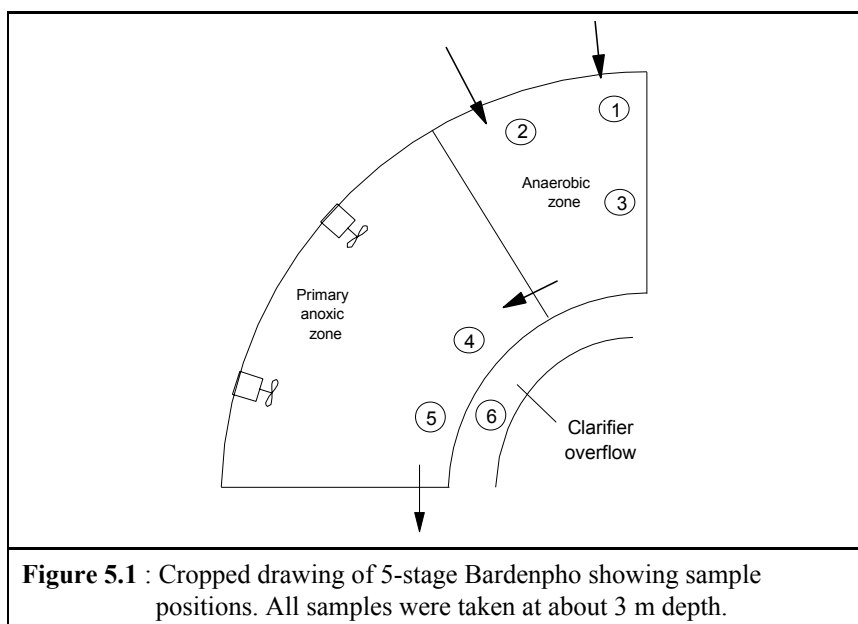 1
2
Anaerobic
zone
3
Primary
anoxic
zone
4
5
6
Clarifier
overflow
Figure 5.1 : Cropped drawing of 5-stage Bardenpho showing sample
positions. All samples were taken at about 3 m depth.